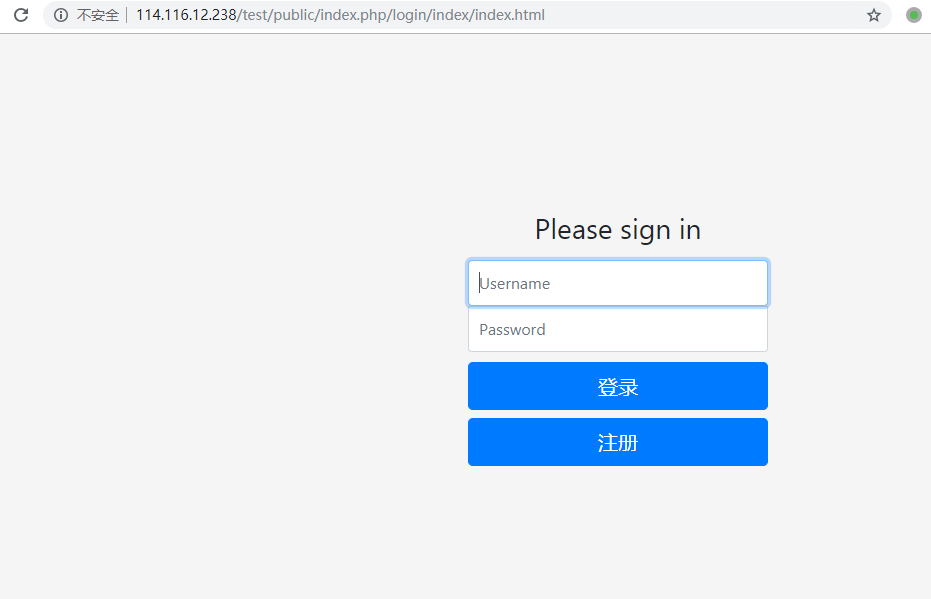 不安全 | 114.116.12.238/test/public/index.php/login/index/index.html
Please sign in
Username
Password
登录
注册